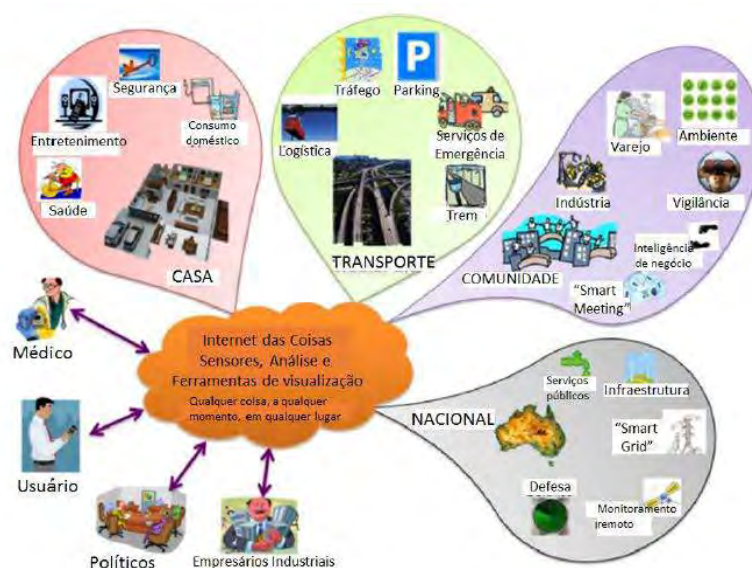 Segurança
Entretenimento
Consumo
doméstico
Saúde
CASA
P
Tráfego
Parking
Logística
Serviços de
Emergência
Trem
TRANSPORTE
Varejo
Ambiente
Indústria
Vigilância
Inteligência
de negócio
COMUNIDADE
"Smart
Meeting"
Internet das Coisas
Sensores, Análise e
Ferramentas de visualização
Qualquer coisa, a qualquer
momento, em qualquer lugar
Médico
Usuário
Políticos
Empresários Industriais
NACIONAL
Serviços
públicos
Infraestrutura
"Smart
Grid"
Defesa
Monitoramento
remoto